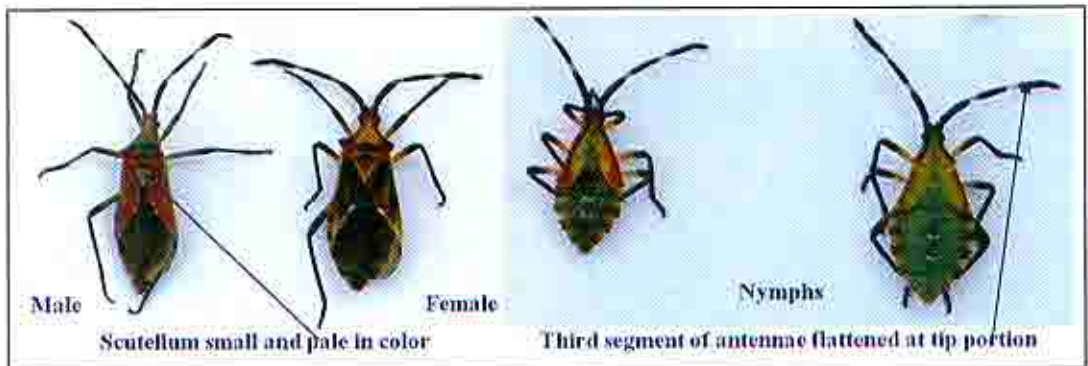 Male
Female
Nymphs
Scutellum small and pale in color
Third segment of antennae flattened at tip portion